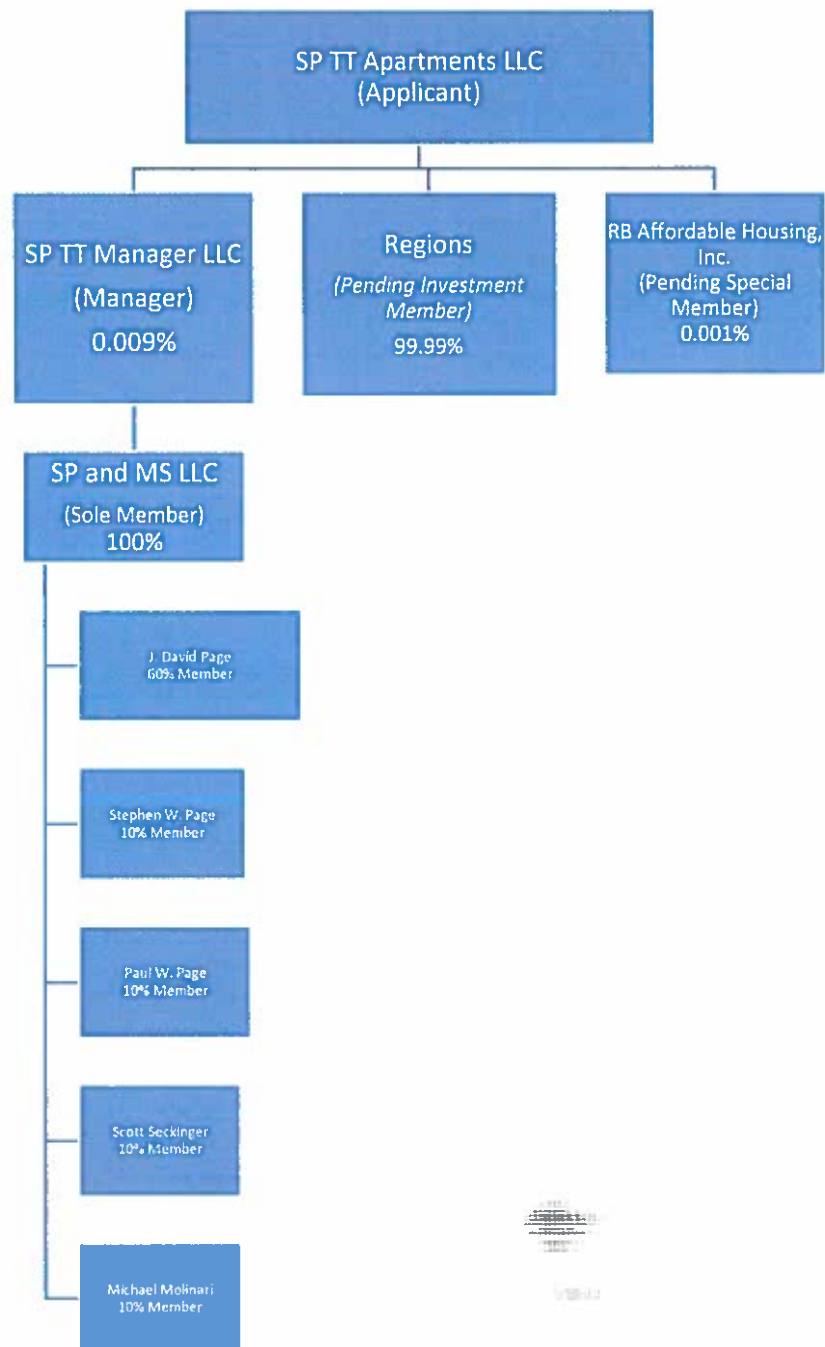 SP TT Apartments LLC
(Applicant)
SP TT Manager LLC
(Manager)
0.009%
Regions
(Pending Investment
Member)
99.99%
RB Affordable Housing,
Inc.
(Pending Special
Member)
0.001%
SP and MS LLC
(Sole Member)
100%
J. David Page
60% Member
Stephen W. Page
10% Member
Paul W. Page
10% Member
Scott Seckinger
10% Member
Michael Molinari
10% Member